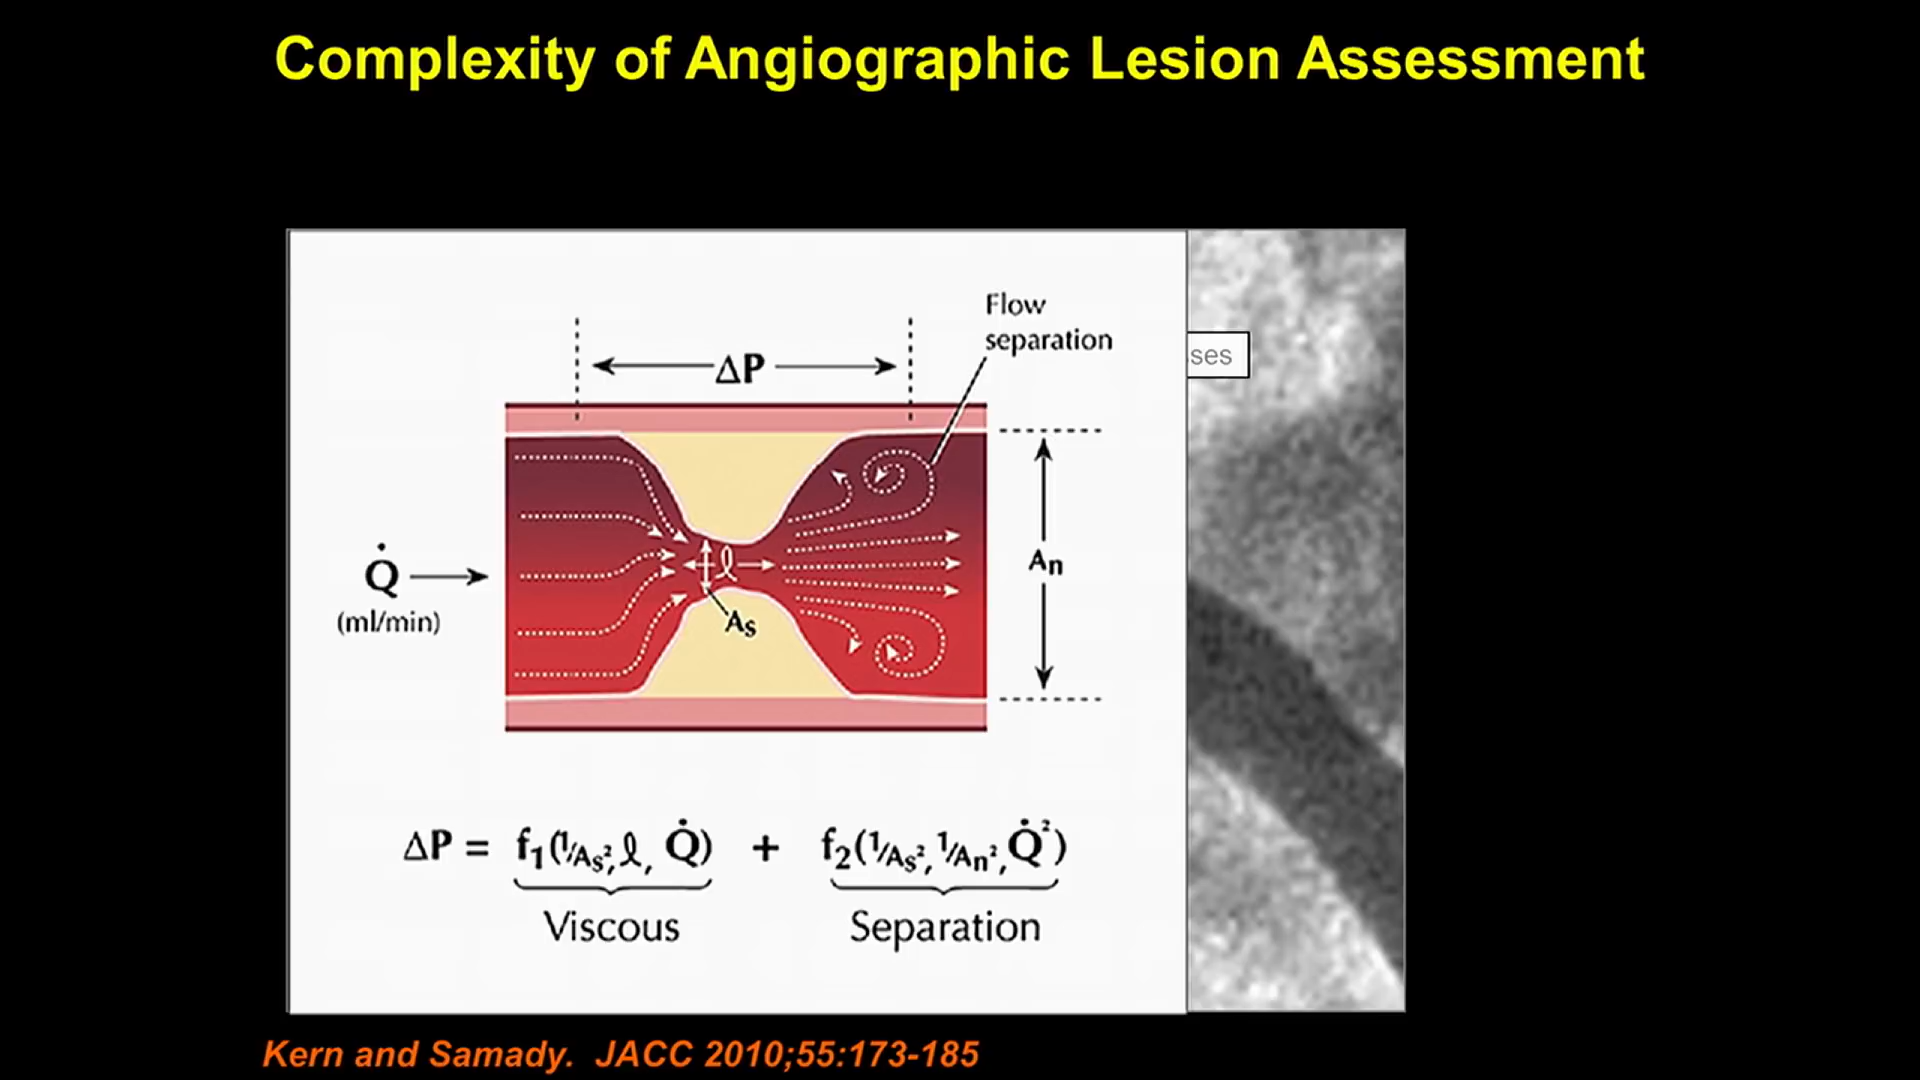 Complexity of Angiographic Lesion Assessment
Flow
separation
ΔP
ses
Q̇
(ml/min)
ℓ
As
An
ΔP = f₁(1/As², ℓ, Q̇) + f₂(1/As², 1/An², Q̇²)
Viscous Separation
Kern and Samady. JACC 2010;55:173-185